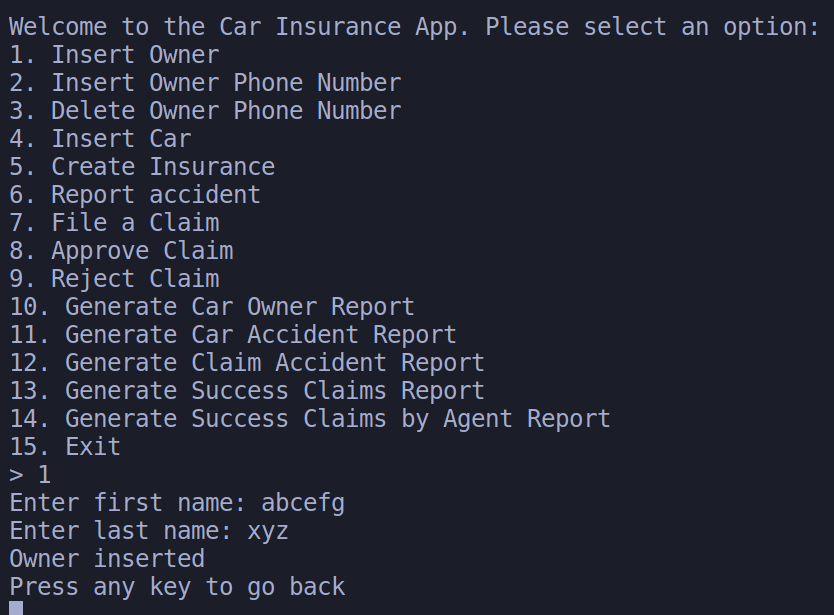 Welcome to the Car Insurance App. Please select an option:
1. Insert Owner
2. Insert Owner Phone Number
3. Delete Owner Phone Number
4. Insert Car
5. Create Insurance
6. Report accident
7. File a Claim
8. Approve Claim
9. Reject Claim
10. Generate Car Owner Report
11. Generate Car Accident Report
12. Generate Claim Accident Report
13. Generate Success Claims Report
14. Generate Success Claims by Agent Report
15. Exit
> 1
Enter first name: abcefg
Enter last name: xyz
Owner inserted
Press any key to go back